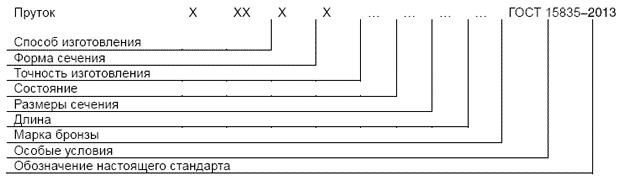 Пруток X XX X X ... ... ... ... ГОСТ 15835–2013
Способ изготовления
Форма сечения
Точность изготовления
Состояние
Размеры сечения
Длина
Марка бронзы
Особые условия
Обозначение настоящего стандарта